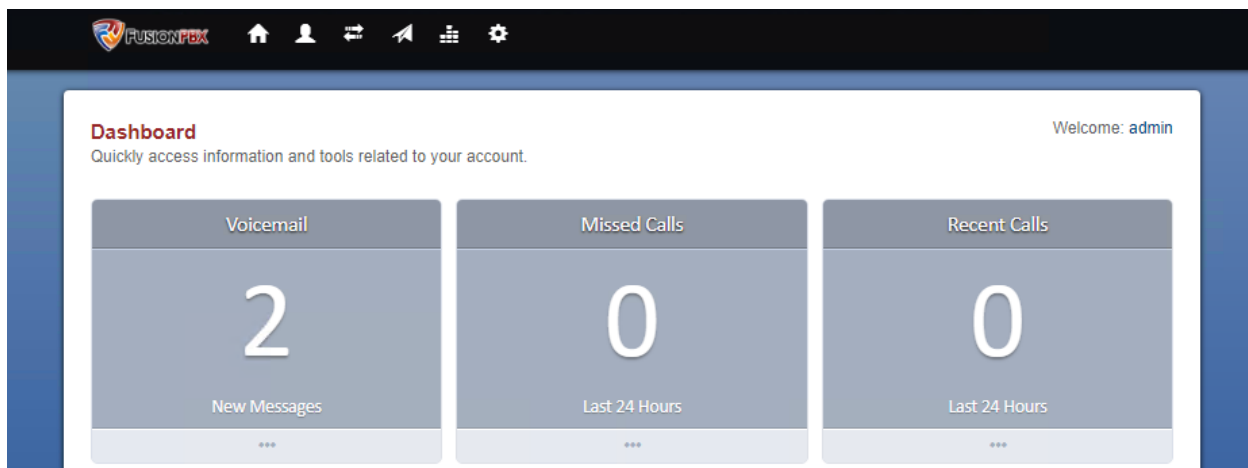 FUSIONPBX
Dashboard
Welcome: admin
Quickly access information and tools related to your account.
Voicemail
Missed Calls
Recent Calls
2
0
0
New Messages
Last 24 Hours
Last 24 Hours